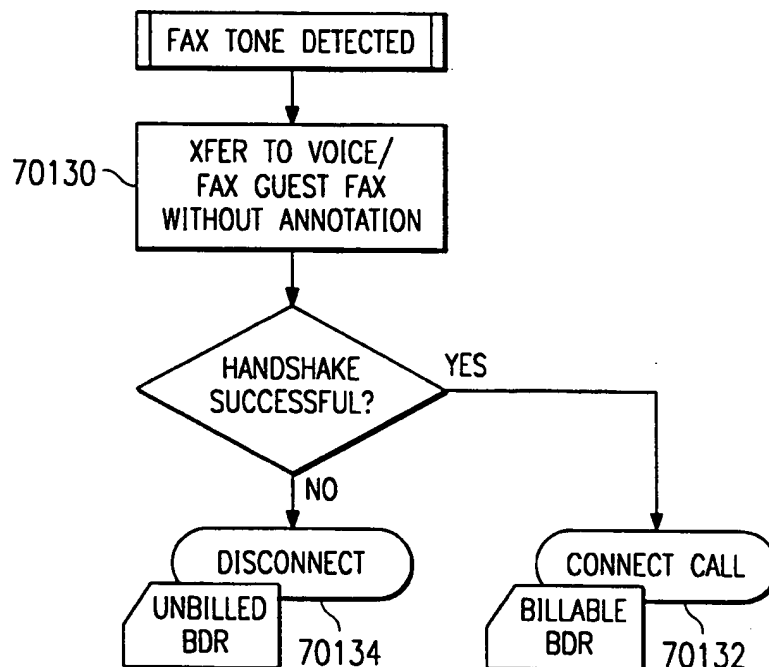 FAX TONE DETECTED
70130
XFER TO VOICE/
FAX GUEST FAX
WITHOUT ANNOTATION
HANDSHAKE
SUCCESSFUL?
YES
NO
DISCONNECT
UNBILLED
BDR
70134
CONNECT CALL
BILLABLE
BDR
70132